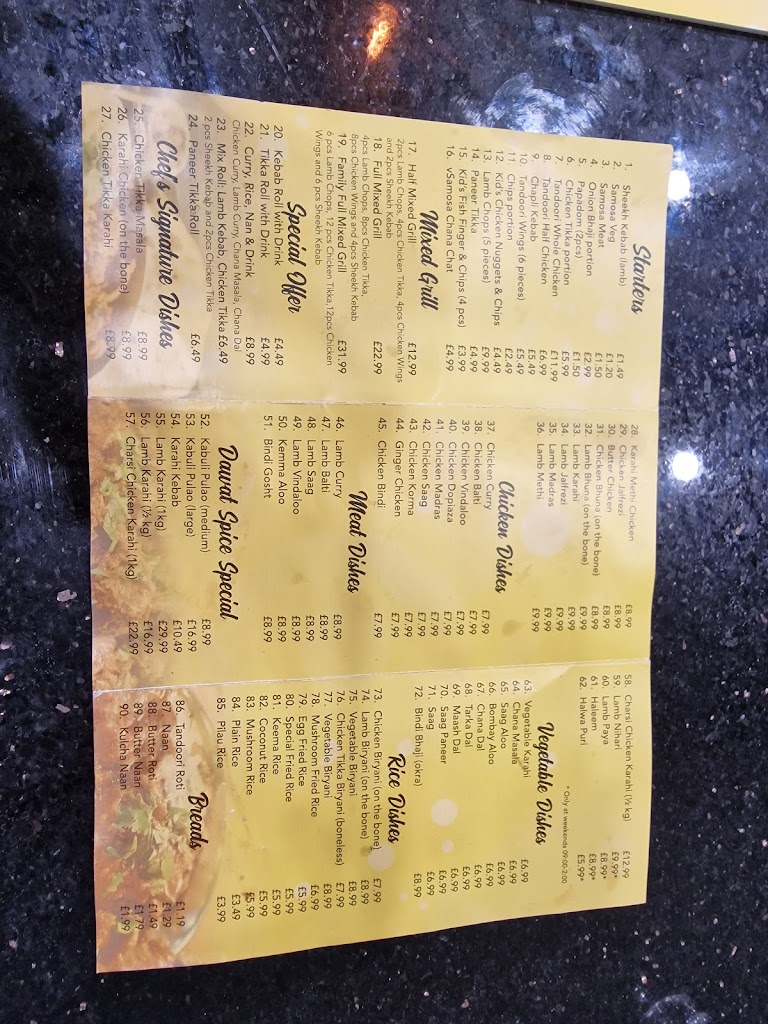 Starters
1. Sheekh Kebab (lamb) £1.49
2. Samosa Veg £1.20
3. Samosa Meat £1.50
4. Onion Bhaji portion £2.99
5. Papadom (2pcs) £1.50
6. Chicken Tikka portion £5.99
7. Tandoori Whole Chicken £11.99
8. Tandoori Half Chicken £6.99
9. Chapli Kebab £5.49
10. Tandoori Wings (6 pieces) £5.49
11. Chips portion £2.49
12. Kid's Chicken Nuggets & Chips £4.49
13. Lamb Chops (5 pieces) £9.99
14. Paneer Tikka £4.99
15. Kid's Fish Finger & Chips (4 pcs) £3.99
16. vSamosa Chana Chat £4.99
Mixed Grill
17. Half Mixed Grill £12.99
2pcs Lamb Chops, 4pcs Chicken Tikka, 4pcs Chicken Wings
and 2pcs Sheekh Kebab
18. Full Mixed Grill £22.99
4pcs Lamb Chops, 8pcs Chicken Tikka,
8pcs Chicken Wings and 4pcs Sheekh Kebab
19. Family Full Mixed Grill £31.99
6 pcs Lamb Chops, 12 pcs Chicken Tikka,12pcs Chicken
Wings and 6 pcs Sheekh Kebab
Special Offer
20. Kebab Roll with Drink £4.49
21. Tikka Roll with Drink £4.99
22. Curry, Rice, Nan & Drink £8.99
Chicken Curry, Lamb Curry, Chana Masala, Chana Dal
23. Mix Roll: Lamb Kebab, Chicken Tikka £6.49
2 pcs Sheekh Kebab and 2pcs Chicken Tikka
24. Paneer Tikka Roll £6.49
Chefs Signature Dishes
25. Chicken Tikka Masala £8.99
26. Karahi Chicken (on the bone) £8.99
27. Chicken Tikka Karahi £8.99
28. Karahi Methi Chicken £8.99
29. Chicken Jalfrezi £8.99
30. Butter Chicken £8.99
31. Chicken Bhuna (on the bone) £8.99
32. Lamb Bhuna (on the bone) £9.99
33. Lamb Karahi £9.99
34. Lamb Jalfrezi £9.99
35. Lamb Madras £9.99
36. Lamb Methi £9.99
Chicken Dishes
37. Chicken Curry £7.99
38. Chicken Balti £7.99
39. Chicken Vindaloo £7.99
40. Chicken Dopiaza £7.99
41. Chicken Madras £7.99
42. Chicken Saag £7.99
43. Chicken Korma £7.99
44. Ginger Chicken £7.99
45. Chicken Bindi £7.99
Meat Dishes
46. Lamb Curry £8.99
47. Lamb Balti £8.99
48. Lamb Saag £8.99
49. Lamb Vindaloo £8.99
50. Kemma Aloo £8.99
51. Bindi Gosht £8.99
Dawat Spice Special
52. Kabuli Pulao (medium) £8.99
53. Kabuli Pulao (large) £16.99
54. Karahi Kabab £10.49
55. Lamb Karahi (1kg) £29.99
56. Lamb Karahi (½ kg) £16.99
57. Charsi Chicken Karahi (1kg) £22.99
58. Charsi Chicken Karahi (½ kg) £12.99
59. Lamb Nihari £9.99*
60. Lamb Paya £8.99*
61. Haleem £8.99*
62. Halwa Puri £5.99*
* Only at weekends 09:00-2:00
Vegetable Dishes
63. Vegetable Karahi £6.99
64. Chana Masala £6.99
65. Saag Aloo £6.99
66. Bombay Aloo £6.99
67. Chana Dal £6.99
68. Tarka Dal £6.99
69. Maash Dal £6.99
70. Saag Paneer £6.99
71. Saag £6.99
72. Bindi Bhaji (okra) £8.99
Rice Dishes
73. Chicken Biryani (on the bone) £7.99
74. Lamb Biryani (on the bone) £8.99
75. Vegetable Biryani £8.99
76. Chicken Tikka Biryani (boneless) £7.99
77. Vegetable Biryani £8.99
78. Mushroom Fried Rice £6.99
79. Egg Fried Rice £5.99
80. Special Fried Rice £5.99
81. Keema Rice £5.99
82. Coconut Rice £5.99
83. Mushroom Rice £5.99
84. Plain Rice £3.49
85. Pilau Rice £3.99
Breads
86. Tandoori Roti £1.19
87. Naan £1.29
88. Butter Roti £1.49
89. Butter Naan £1.79
90. Kulcha Naan £1.99